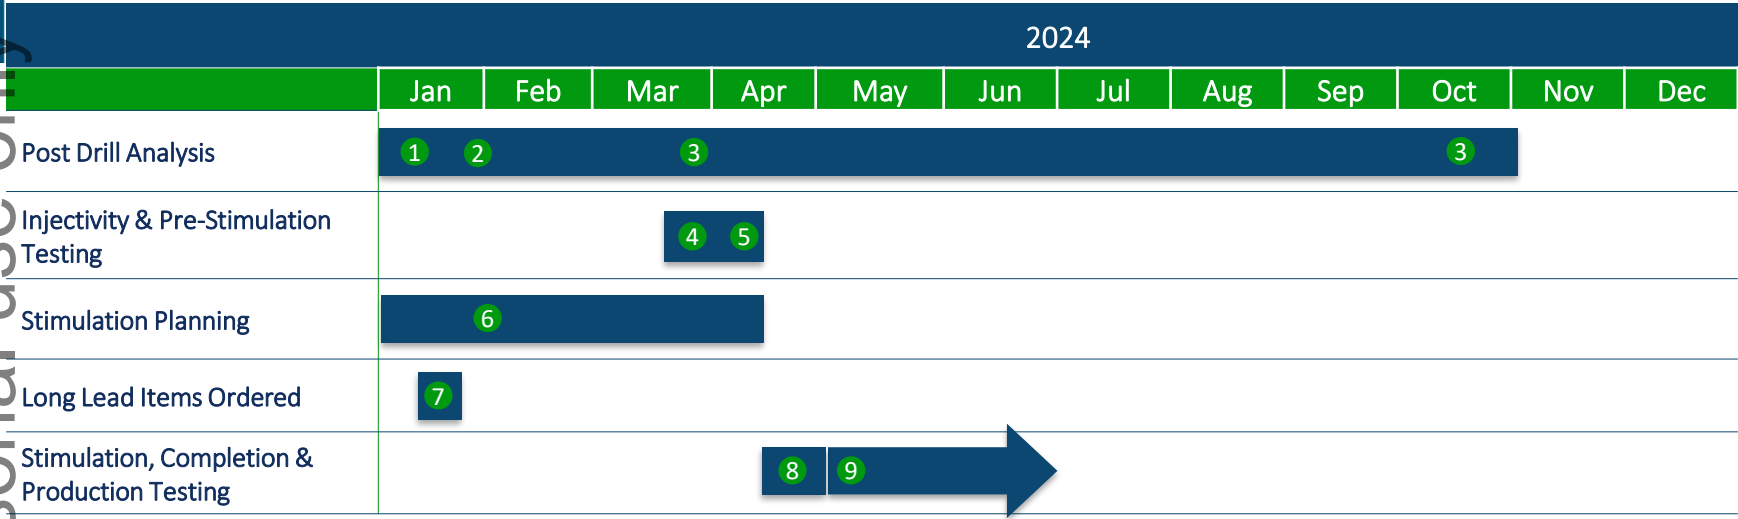 2024
Jan Feb Mar Apr May Jun Jul Aug Sep Oct Nov Dec
Post Drill Analysis 1 2 3 3
Injectivity & Pre-Stimulation
Testing
4 5
Stimulation Planning 6
Long Lead Items Ordered 7
Stimulation, Completion &
Production Testing
8 9